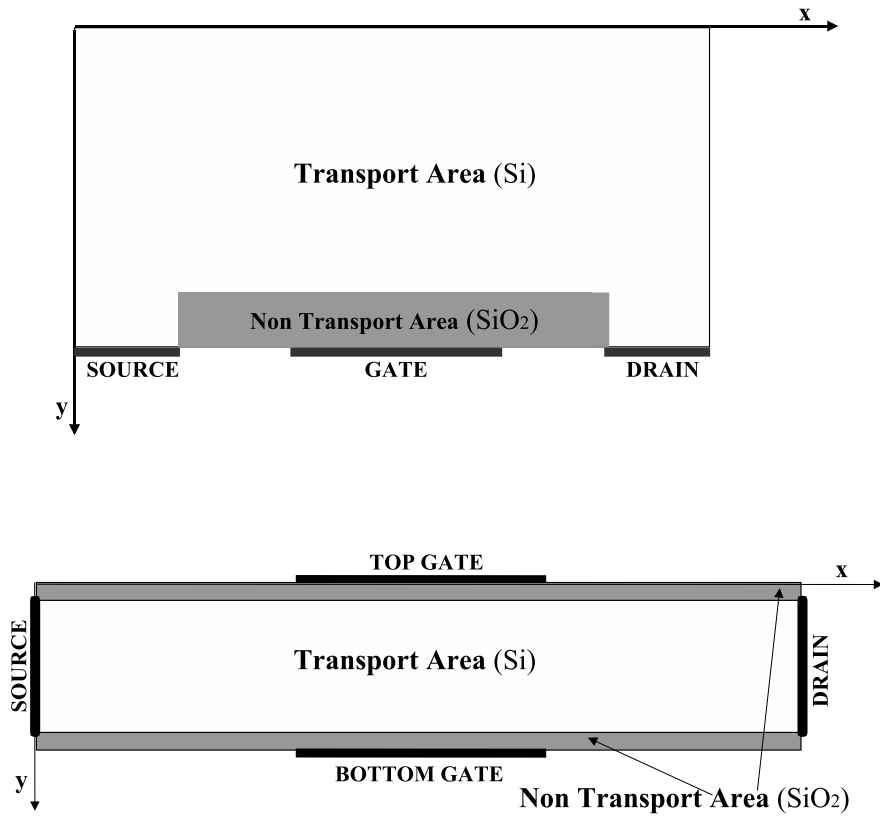 x
Transport Area (Si)
Non Transport Area (SiO2)
SOURCE
GATE
DRAIN
y
TOP GATE
x
SOURCE
Transport Area (Si)
DRAIN
y
BOTTOM GATE
Non Transport Area (SiO2)